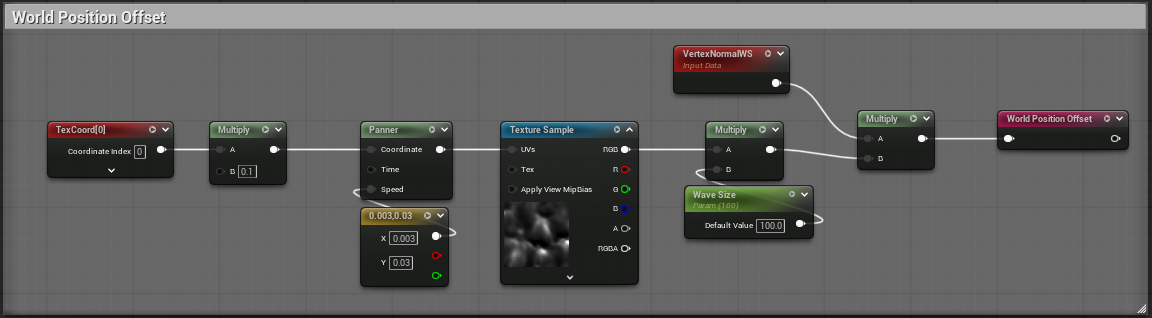 World Position Offset
VertexNormalWS
Input Data
TexCoord[0]
Coordinate Index 0
Multiply
A
B 0.1
Panner
Coordinate
Time
Speed
0.003,0.03
X 0.003
Y 0.03
Texture Sample
UVs RGB
Tex R
Apply View MipBias G
B
A
RGBA
Multiply
A
B
Wave Size
Param (100)
Default Value 100.0
Multiply
A
B
World Position Offset